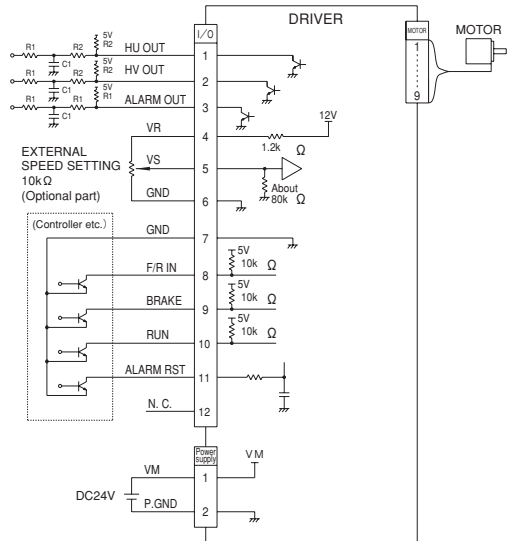 DRIVER
I/O
MOTOR
MOTOR
5V
R2
R1
R2
HU OUT
1
1
C1
5V
R2
R1
R2
HV OUT
2
C1
5V
R1
R1
R2
ALARM OUT
3
9
C1
12V
VR
4
1.2k Ω
EXTERNAL
SPEED SETTING
10kΩ
(Optional part)
VS
5
About
80k Ω
GND
6
(Controller etc.)
GND
7
5V
10k Ω
F/R IN
8
5V
10k Ω
BRAKE
9
5V
10k Ω
RUN
10
ALARM RST
11
N. C.
12
Power
supply
VM
VM
1
DC24V
P.GND
2